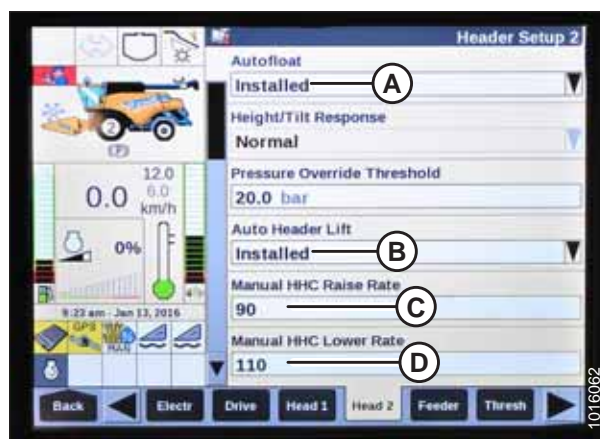 Header Setup 2
Autofloat
Installed
A
Height/Tilt Response
Normal
Pressure Override Threshold
20.0 bar
Auto Header Lift
Installed
B
Manual HHC Raise Rate
90
C
Manual HHC Lower Rate
110
D
2
(P)
12.0
0.0
6.0
km/h
0%
9:23 am - Jan 13, 2016
GPS
MAN
Back
Electr
Drive
Head 1
Head 2
Feeder
Thresh
1016062